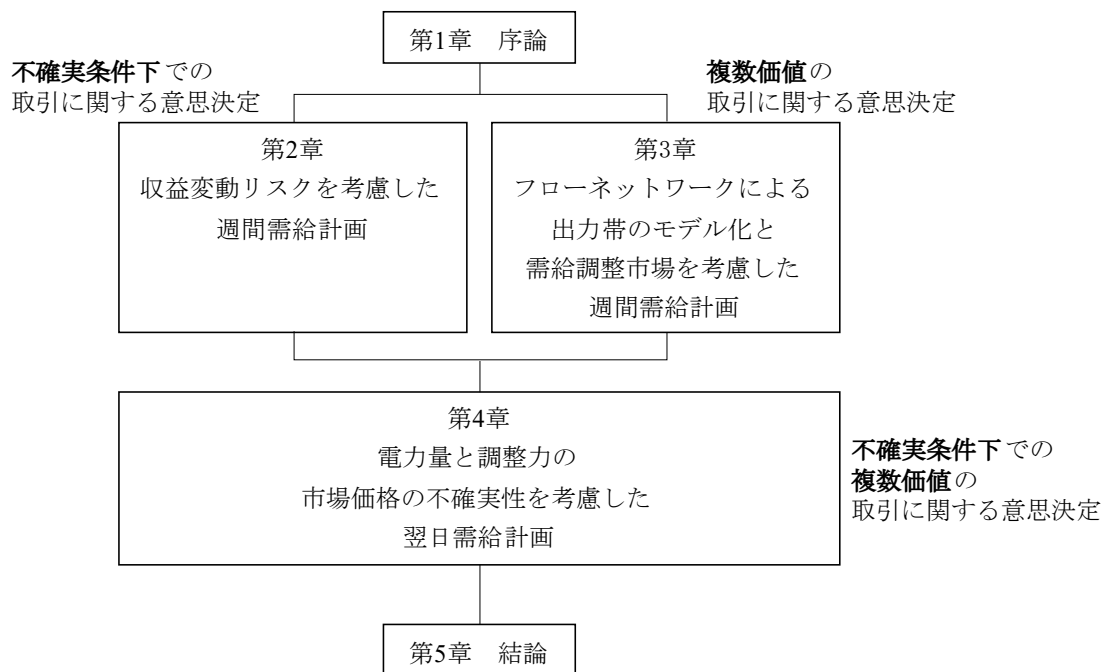 第1章 序論
不確実条件下での
取引に関する意思決定
複数価値の
取引に関する意思決定
第2章
収益変動リスクを考慮した
週間需給計画
第3章
フローネットワークによる
出力帯のモデル化と
需給調整市場を考慮した
週間需給計画
第4章
電力量と調整力の
市場価格の不確実性を考慮した
翌日需給計画
不確実条件下での
複数価値の
取引に関する意思決定
第5章 結論